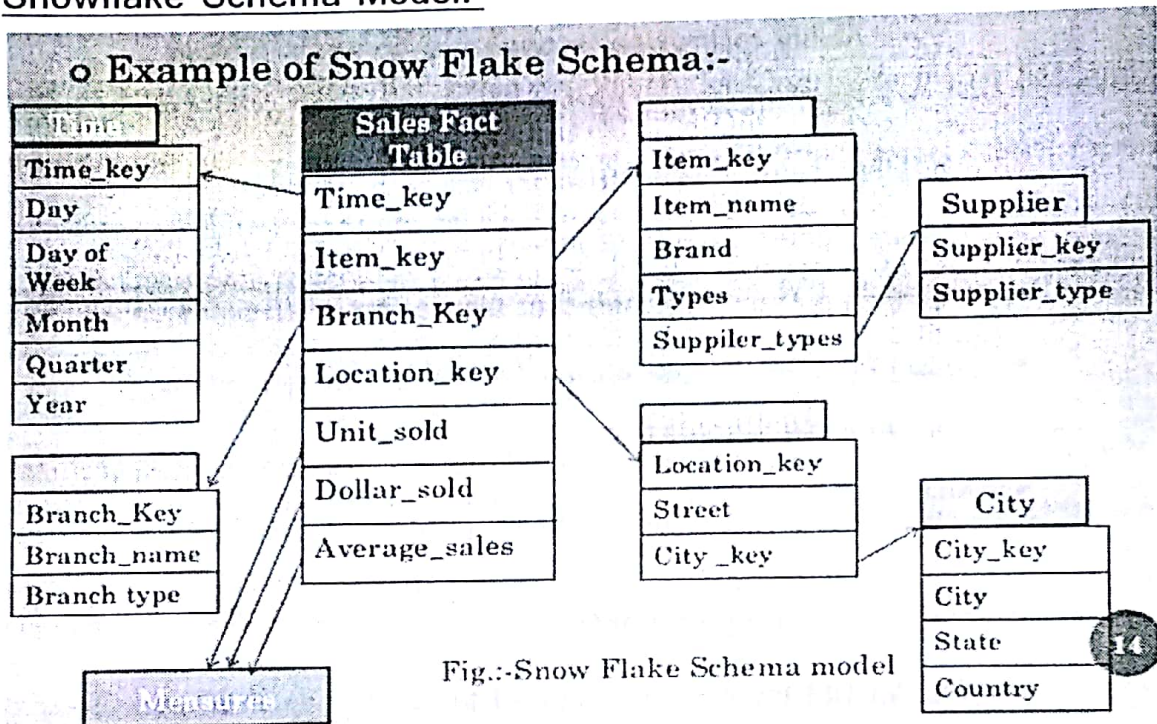 Snowflake Schema Model:-
o Example of Snow Flake Schema:-
Time
Time_key
Day
Day of
Week
Month
Quarter
Year
Sales Fact
Table
Time_key
Item_key
Branch_Key
Location_key
Unit_sold
Dollar_sold
Average_sales
Item_key
Item_name
Brand
Types
Suppiler_types
Supplier
Supplier_key
Supplier_type
Branch_Key
Branch_name
Branch type
Location_key
Street
City_key
City
City_key
City
State
Country
Measures
Fig.:-Snow Flake Schema model
14